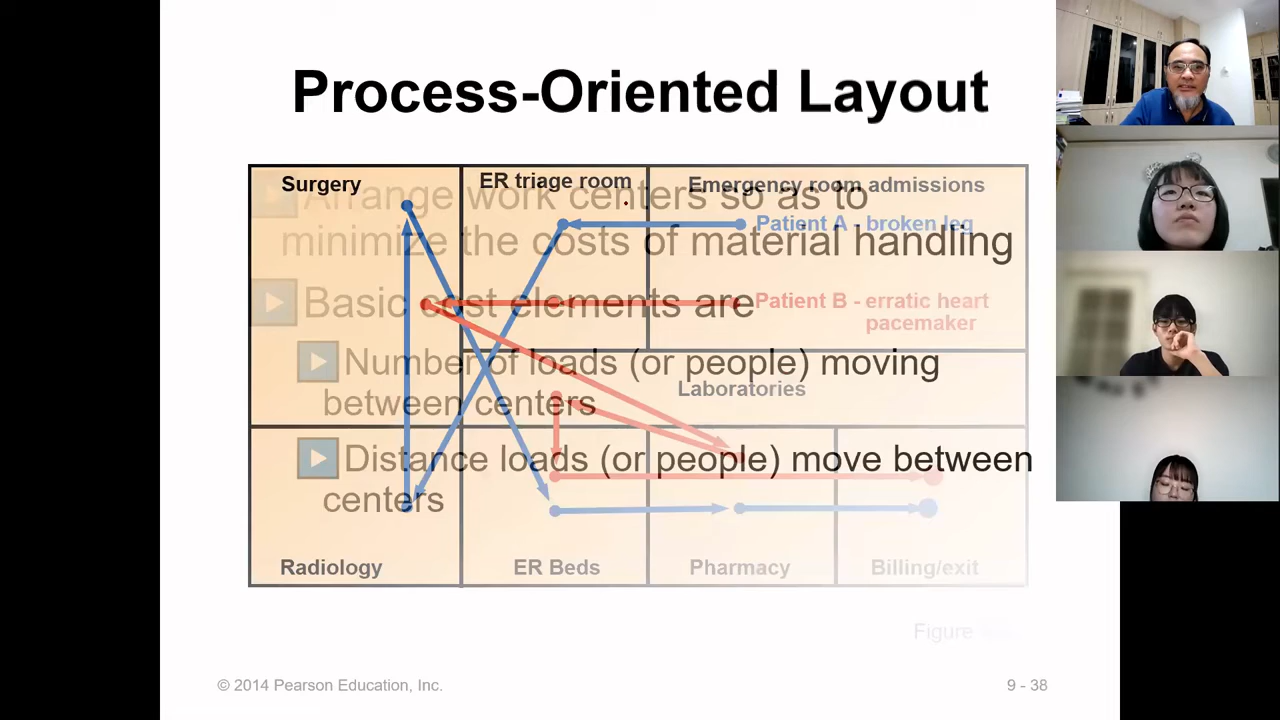 Process-Oriented Layout
Surgery
ER triage room
Emergency room admissions
Arrange work centers so as to
minimize the costs of material handling
Patient A - broken leg
Basic cost elements are
Patient B - erratic heart
pacemaker
Number of loads (or people) moving
between centers
Laboratories
Distance loads (or people) move between
centers
Radiology
ER Beds
Pharmacy
Billing/exit
Figure
© 2014 Pearson Education, Inc.
9 - 38